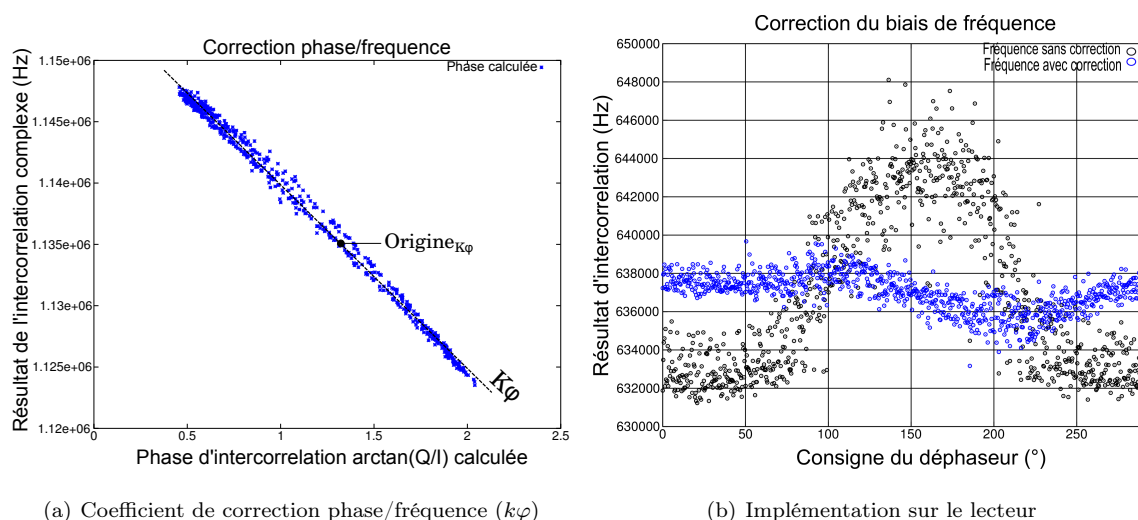 Correction phase/frequence
Phase calculée
Résultat de l'intercorrelation complexe (Hz)
1.15e+06
1.145e+06
1.14e+06
1.135e+06
1.13e+06
1.125e+06
1.12e+06
OrigineKφ
Kφ
0
0.5
1
1.5
2
2.5
Phase d'intercorrelation arctan(Q/I) calculée
(a) Coefficient de correction phase/fréquence (kφ)
Correction du biais de fréquence
Fréquence sans correction
Fréquence avec correction
Résultat d'intercorrelation (Hz)
650000
648000
646000
644000
642000
640000
638000
636000
634000
632000
630000
0
50
100
150
200
250
Consigne du déphaseur (°)
(b) Implémentation sur le lecteur